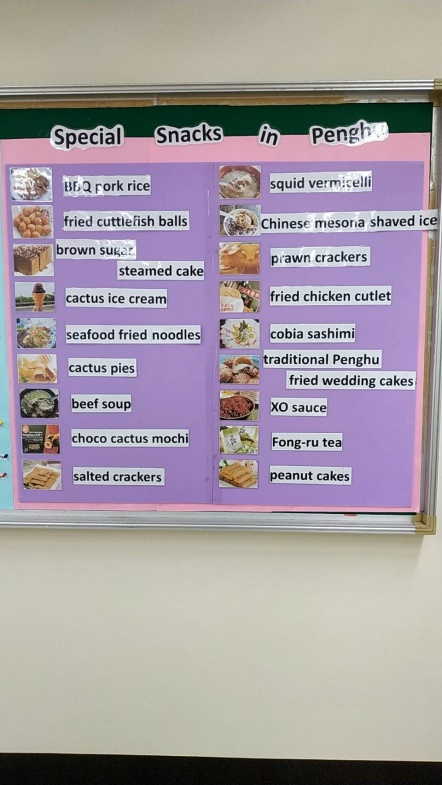 Special Snacks in Penghu
BBQ pork rice
fried cuttlefish balls
brown sugar
steamed cake
cactus ice cream
seafood fried noodles
cactus pies
beef soup
choco cactus mochi
salted crackers
squid vermicelli
Chinese mesona shaved ice
prawn crackers
fried chicken cutlet
cobia sashimi
traditional Penghu
fried wedding cakes
XO sauce
Fong-ru tea
peanut cakes